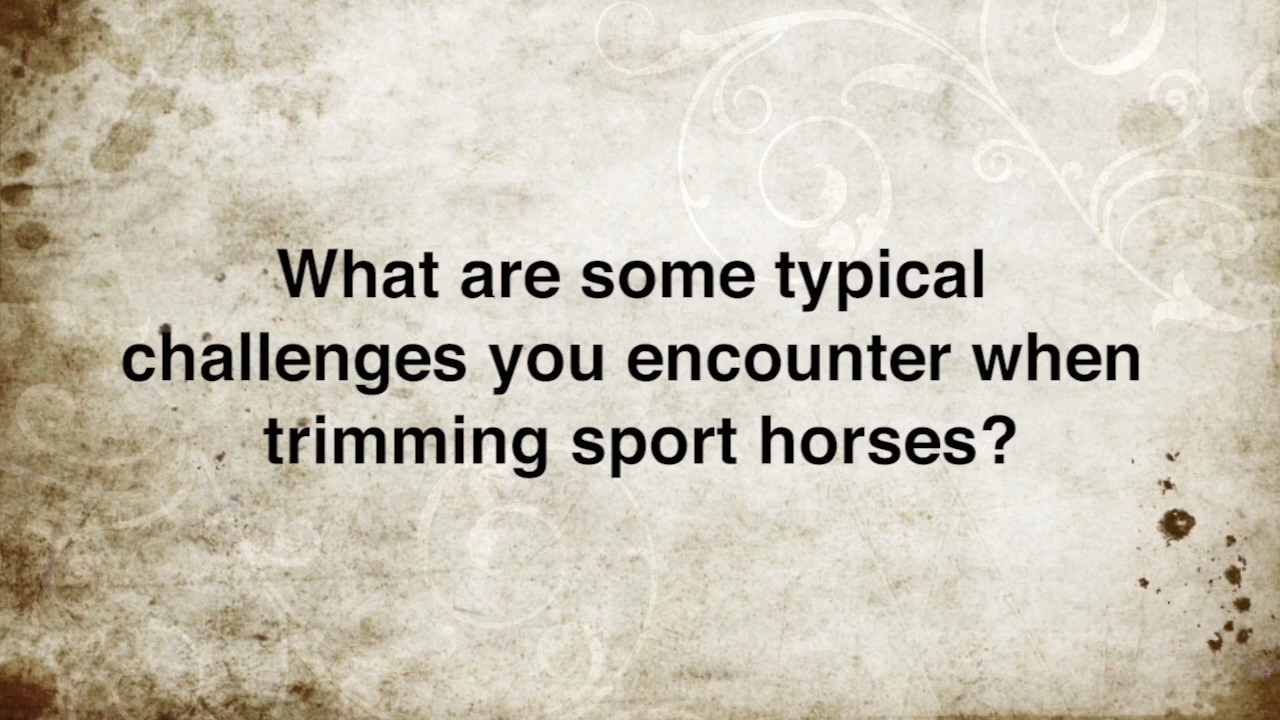 What are some typical
challenges you encounter when
trimming sport horses?